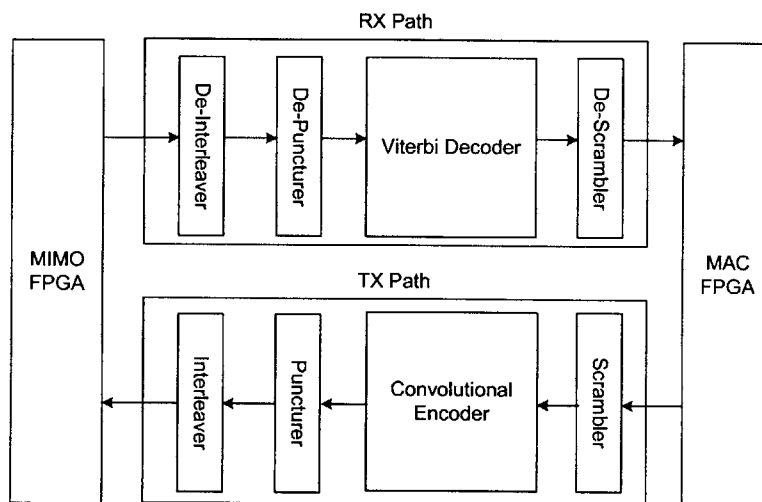 RX Path
De-Interleaver
De-Puncturer
Viterbi Decoder
De-Scrambler
MIMO
FPGA
MAC
FPGA
TX Path
Interleaver
Puncturer
Convolutional
Encoder
Scrambler